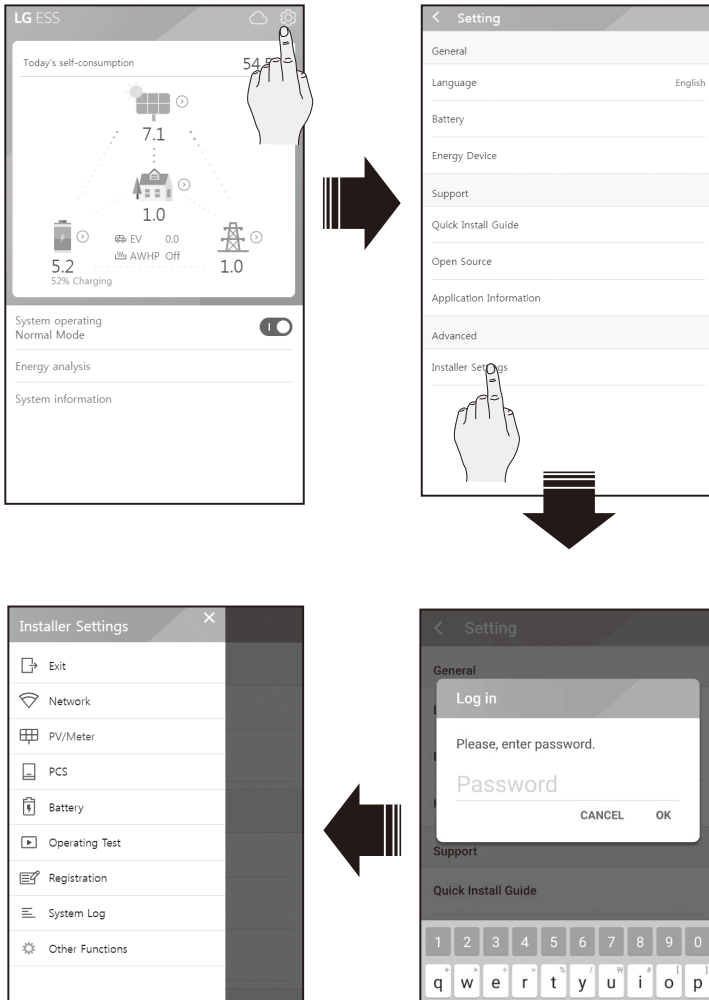 LG ESS
Today's self-consumption
7.1
1.0
EV 0.0
AWHP Off
5.2
52% Charging
1.0
System operating
Normal Mode
Energy analysis
System information
Setting
General
Language English
Battery
Energy Device
Support
Quick Install Guide
Open Source
Application Information
Advanced
Installer Settings
Setting
General
Log in
Please, enter password.
Password
CANCEL OK
Support
Quick Install Guide
1 2 3 4 5 6 7 8 9 0
q w e r t y u i o p
Installer Settings
Exit
Network
PV/Meter
PCS
Battery
Operating Test
Registration
System Log
Other Functions